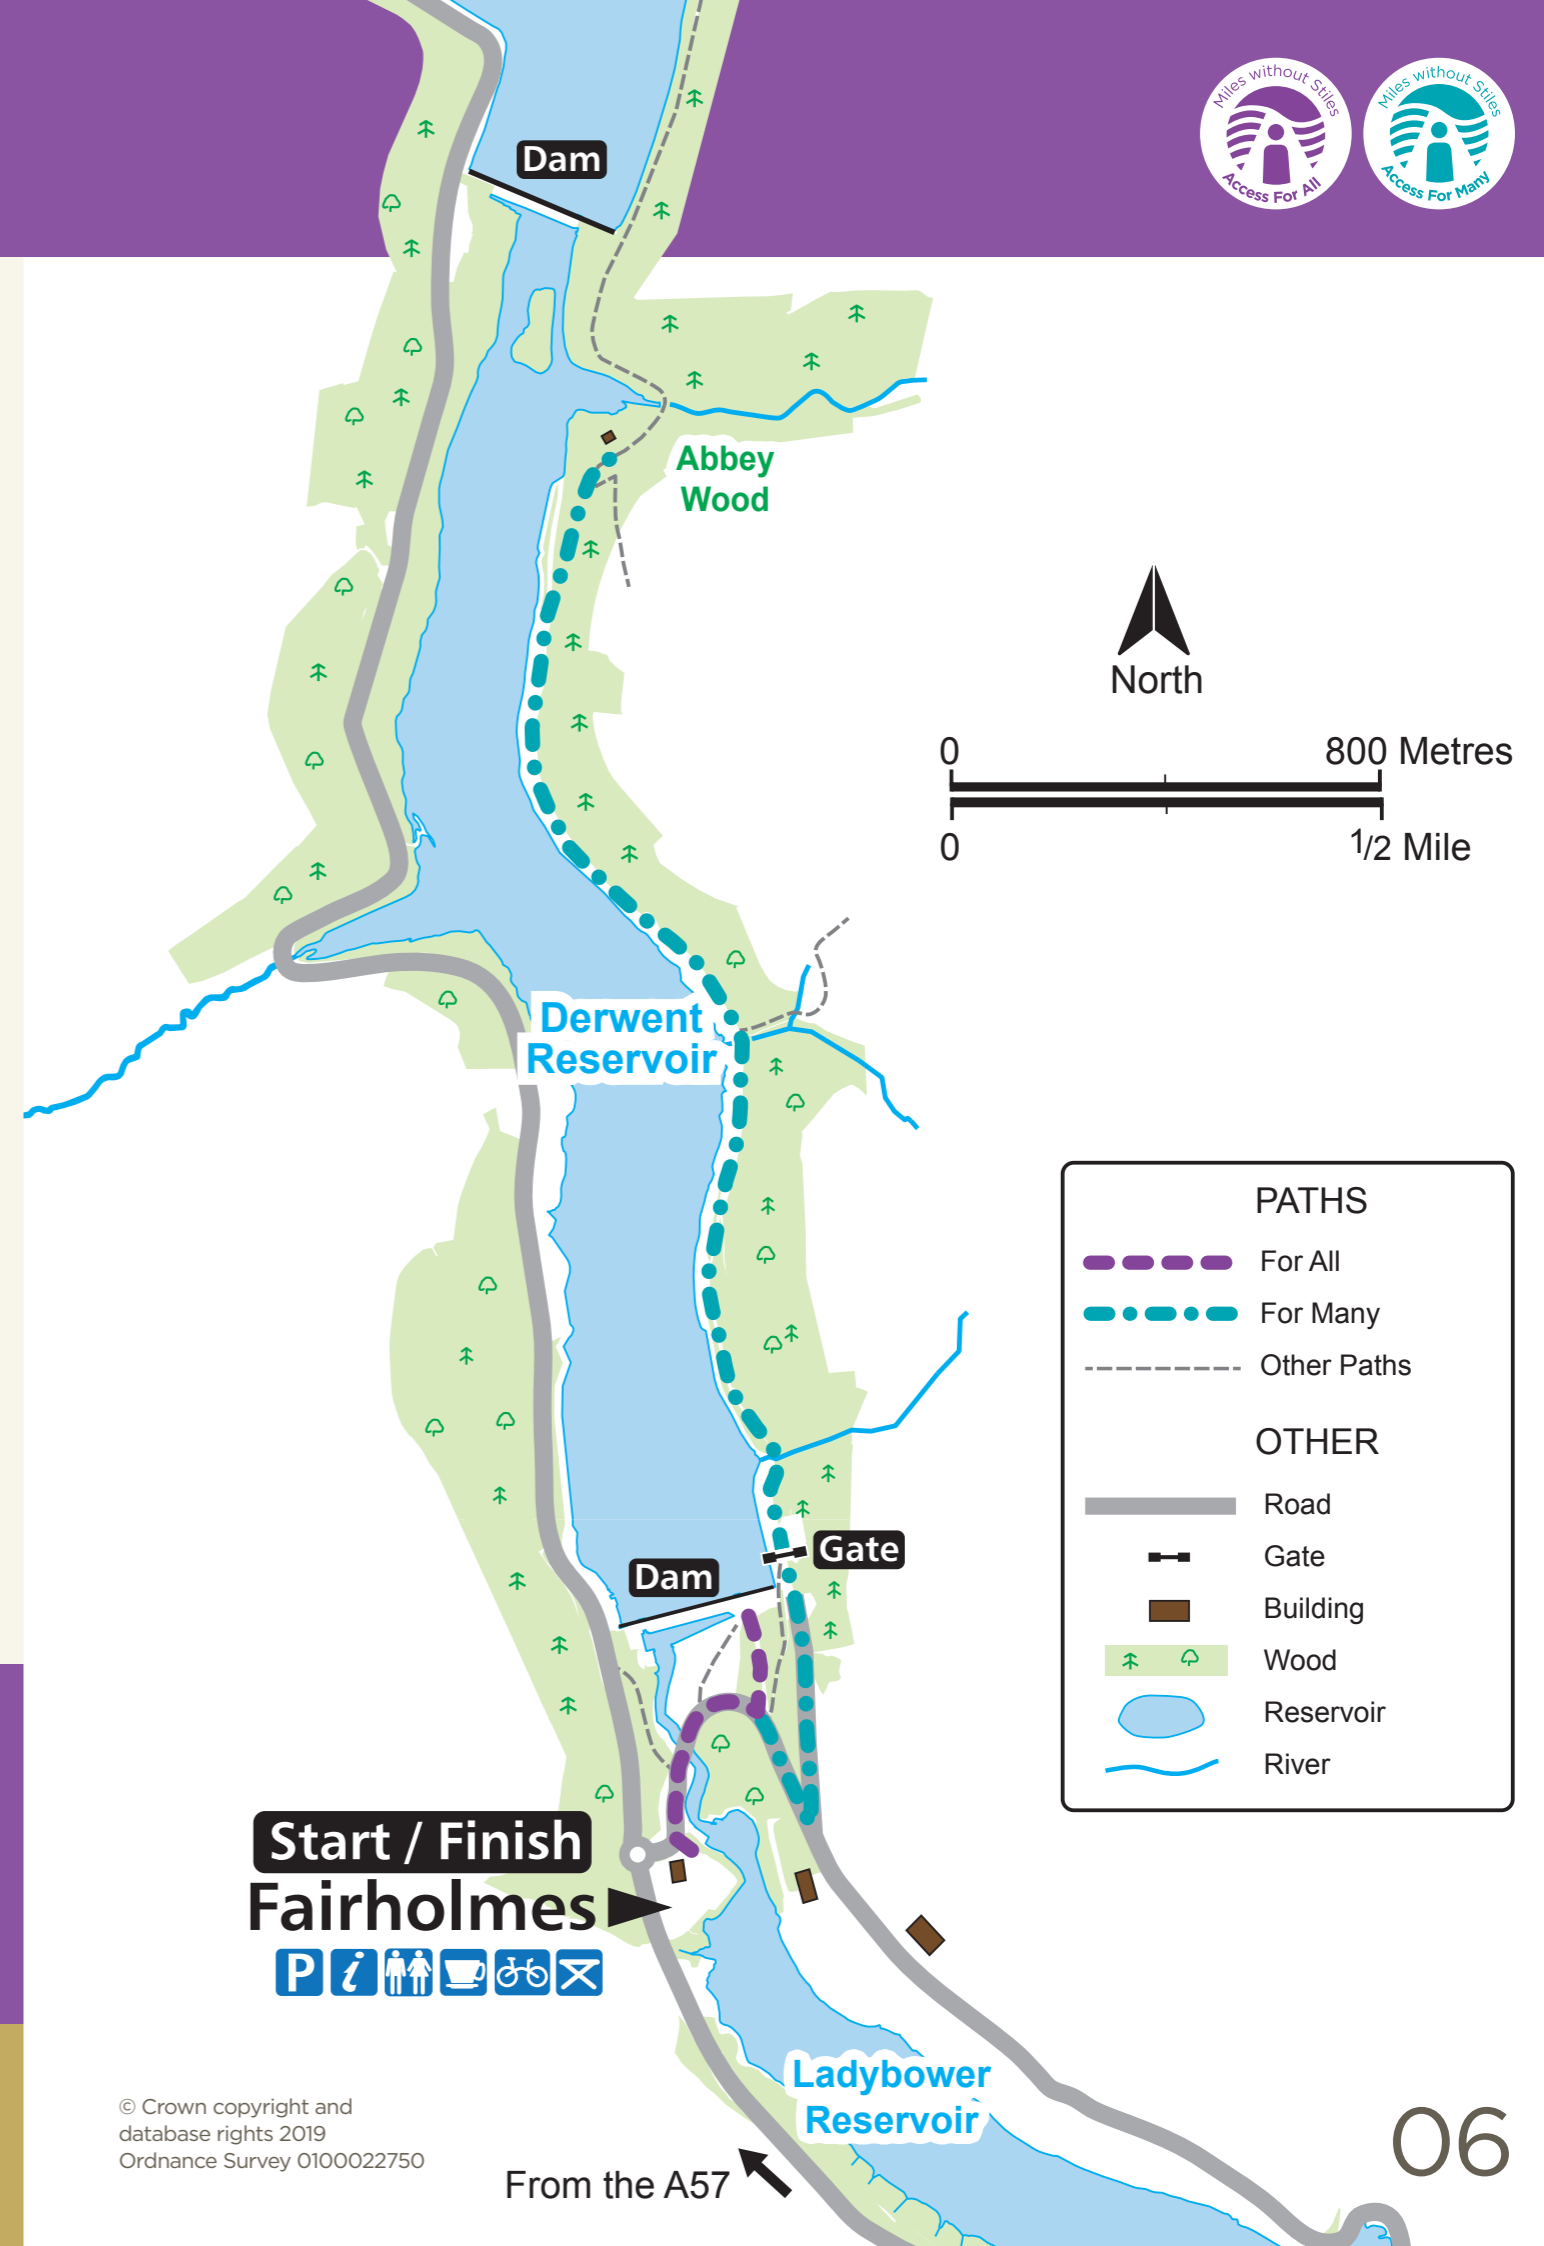 Miles without Stiles
Access For All
Miles without Stiles
Access For Many
Dam
Abbey
Wood
North
0
800 Metres
0
1/2 Mile
Derwent
Reservoir
PATHS
For All
For Many
Other Paths
OTHER
Road
Gate
Building
Wood
Reservoir
River
Gate
Dam
Start / Finish
Fairholmes
P i
Ladybower
Reservoir
From the A57
© Crown copyright and
database rights 2019
Ordnance Survey 0100022750
06